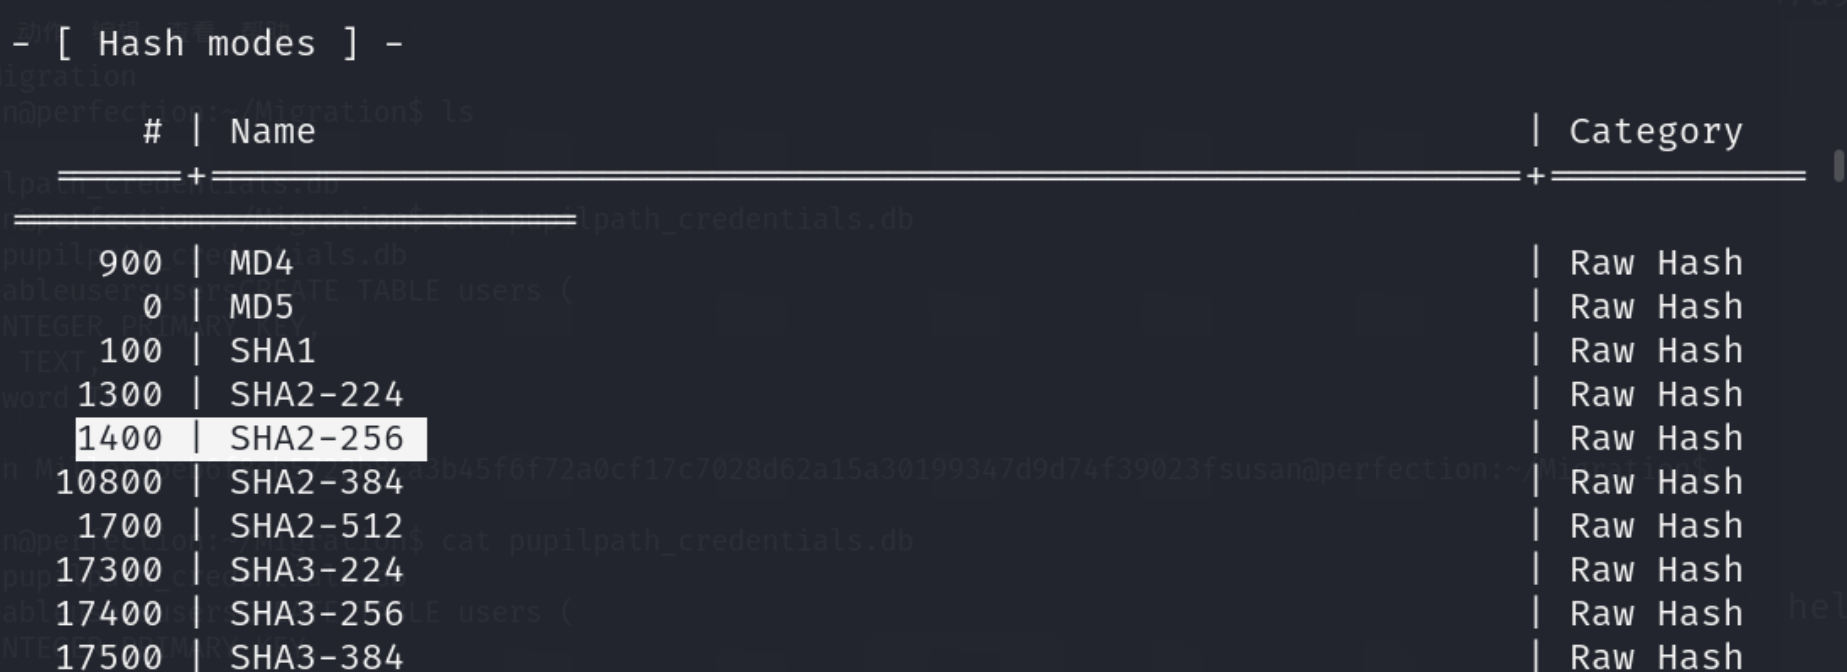 - [ Hash modes ] -
# | Name | Category
======+============================================================+============
==========================
900 | MD4 | Raw Hash
0 | MD5 | Raw Hash
100 | SHA1 | Raw Hash
1300 | SHA2-224 | Raw Hash
1400 | SHA2-256 | Raw Hash
10800 | SHA2-384 | Raw Hash
1700 | SHA2-512 | Raw Hash
17300 | SHA3-224 | Raw Hash
17400 | SHA3-256 | Raw Hash
17500 | SHA3-384 | Raw Hash